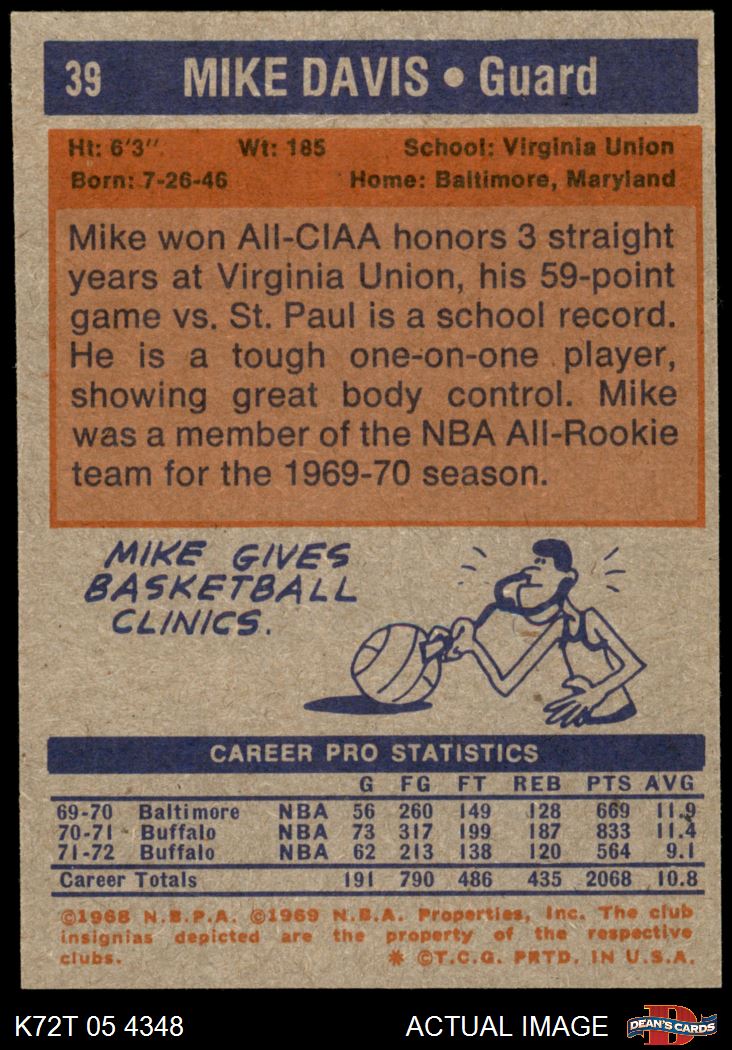 39 MIKE DAVIS • Guard
Ht: 6'3" Wt: 185 School: Virginia Union
Born: 7-26-46 Home: Baltimore, Maryland
Mike won All-CIAA honors 3 straight
years at Virginia Union, his 59-point
game vs. St. Paul is a school record.
He is a tough one-on-one player,
showing great body control. Mike
was a member of the NBA All-Rookie
team for the 1969-70 season.
MIKE GIVES
BASKETBALL
CLINICS.
CAREER PRO STATISTICS
G FG FT REB PTS AVG
69-70 Baltimore NBA 56 260 149 128 669 11.9
70-71 Buffalo NBA 73 317 199 187 833 11.4
71-72 Buffalo NBA 62 213 138 120 564 9.1
Career Totals 191 790 486 435 2068 10.8
©1968 N.B.P.A. ©1969 N.B.A. Properties, Inc. The club
insignias depicted are the property of the respective
clubs. * ©T.C.G. PRTD. IN U.S.A.
K72T 05 4348 ACTUAL IMAGE DEAN'S CARDS